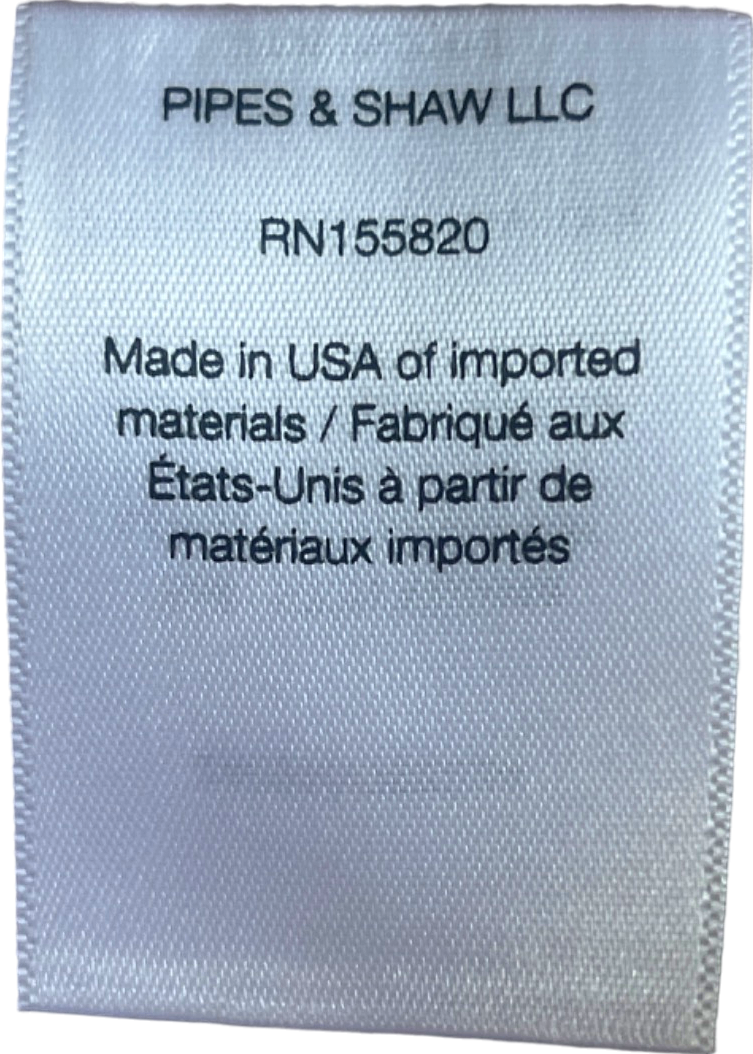 PIPES & SHAW LLC
RN155820
Made in USA of imported
materials / Fabriqué aux
États-Unis à partir de
matériaux importés